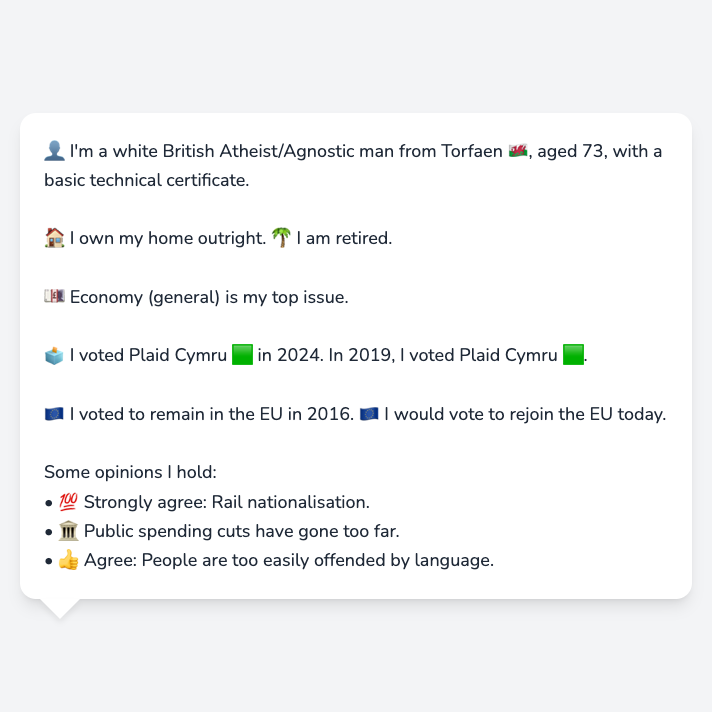 👤 I'm a white British Atheist/Agnostic man from Torfaen 🏴󠁧󠁢󠁷󠁬󠁳󠁿, aged 73, with a
basic technical certificate.
🏠 I own my home outright. 🌴 I am retired.
💷 Economy (general) is my top issue.
🗳️ I voted Plaid Cymru 🟩 in 2024. In 2019, I voted Plaid Cymru 🟩.
🇪🇺 I voted to remain in the EU in 2016. 🇪🇺 I would vote to rejoin the EU today.
Some opinions I hold:
• 💯 Strongly agree: Rail nationalisation.
• 🏛️ Public spending cuts have gone too far.
• 👍 Agree: People are too easily offended by language.